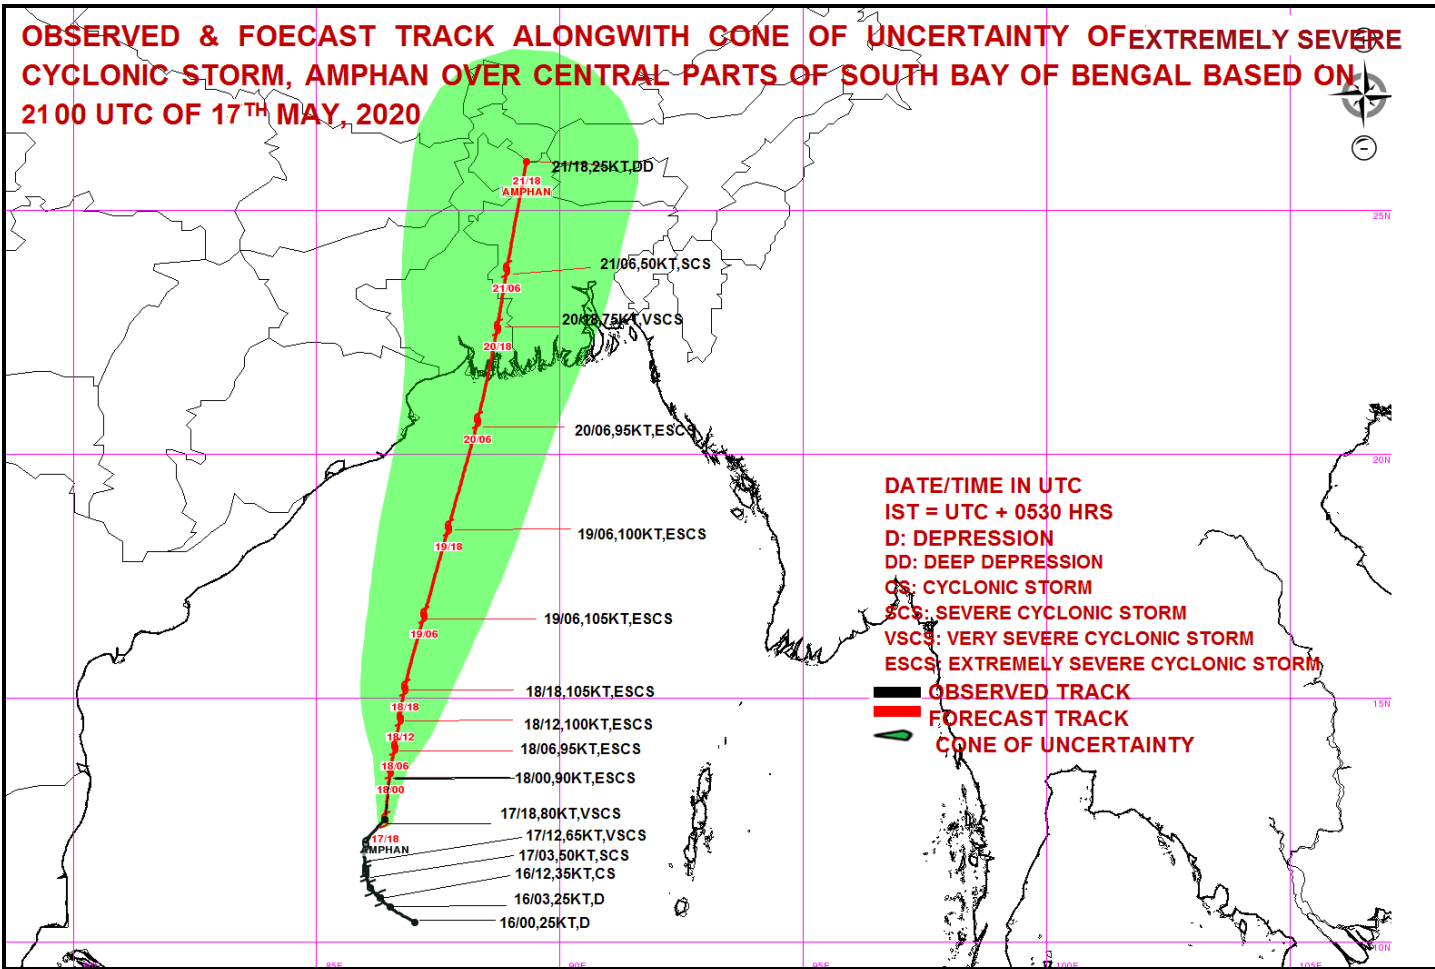 OBSERVED & FOECAST TRACK ALONGWITH CONE OF UNCERTAINTY OF EXTREMELY SEVERE
CYCLONIC STORM, AMPHAN OVER CENTRAL PARTS OF SOUTH BAY OF BENGAL BASED ON
2100 UTC OF 17TH MAY, 2020
21/18,25KT,DD
21/18
AMPHAN
25N
21/06,50KT,SCS
21/06
20/18,75KT,VSCS
20/18
20/06,95KT,ESCS
20/06
20N
19/06,100KT,ESCS
19/18
19/06,105KT,ESCS
19/06
18/18,105KT,ESCS
18/18
18/12,100KT,ESCS
18/12
18/06,95KT,ESCS
18/06
18/00,90KT,ESCS
18/00
17/18,80KT,VSCS
17/18
AMPHAN
17/12,65KT,VSCS
17/03,50KT,SCS
16/12,35KT,CS
16/03,25KT,D
16/00,25KT,D
DATE/TIME IN UTC
IST = UTC + 0530 HRS
D: DEPRESSION
DD: DEEP DEPRESSION
CS: CYCLONIC STORM
SCS: SEVERE CYCLONIC STORM
VSCS: VERY SEVERE CYCLONIC STORM
ESCS: EXTREMELY SEVERE CYCLONIC STORM
OBSERVED TRACK
15N
FORECAST TRACK
CONE OF UNCERTAINTY
10N
85E
90E
95E
100E
105E